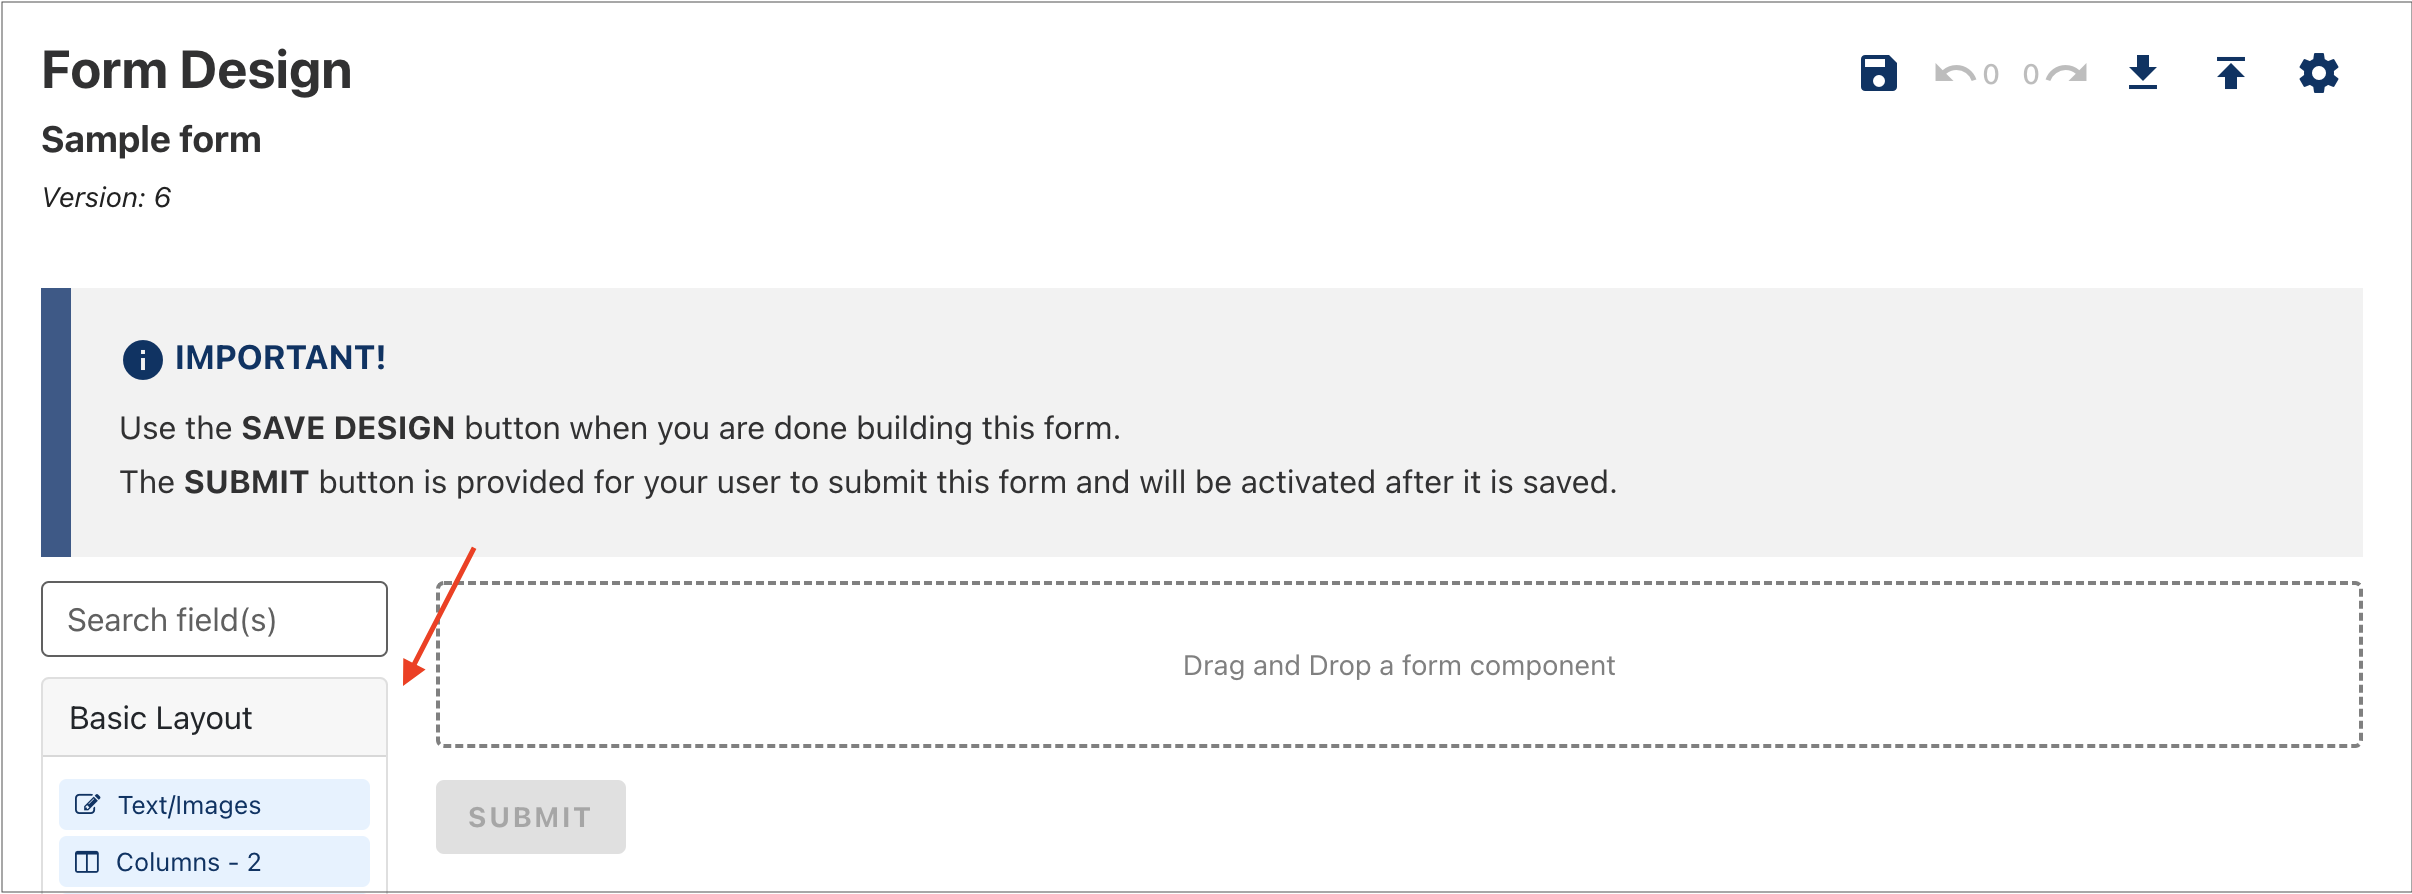 Form Design
0 0
Sample form
Version: 6
IMPORTANT!
Use the SAVE DESIGN button when you are done building this form.
The SUBMIT button is provided for your user to submit this form and will be activated after it is saved.
Search field(s)
Drag and Drop a form component
Basic Layout
Text/Images
SUBMIT
Columns - 2